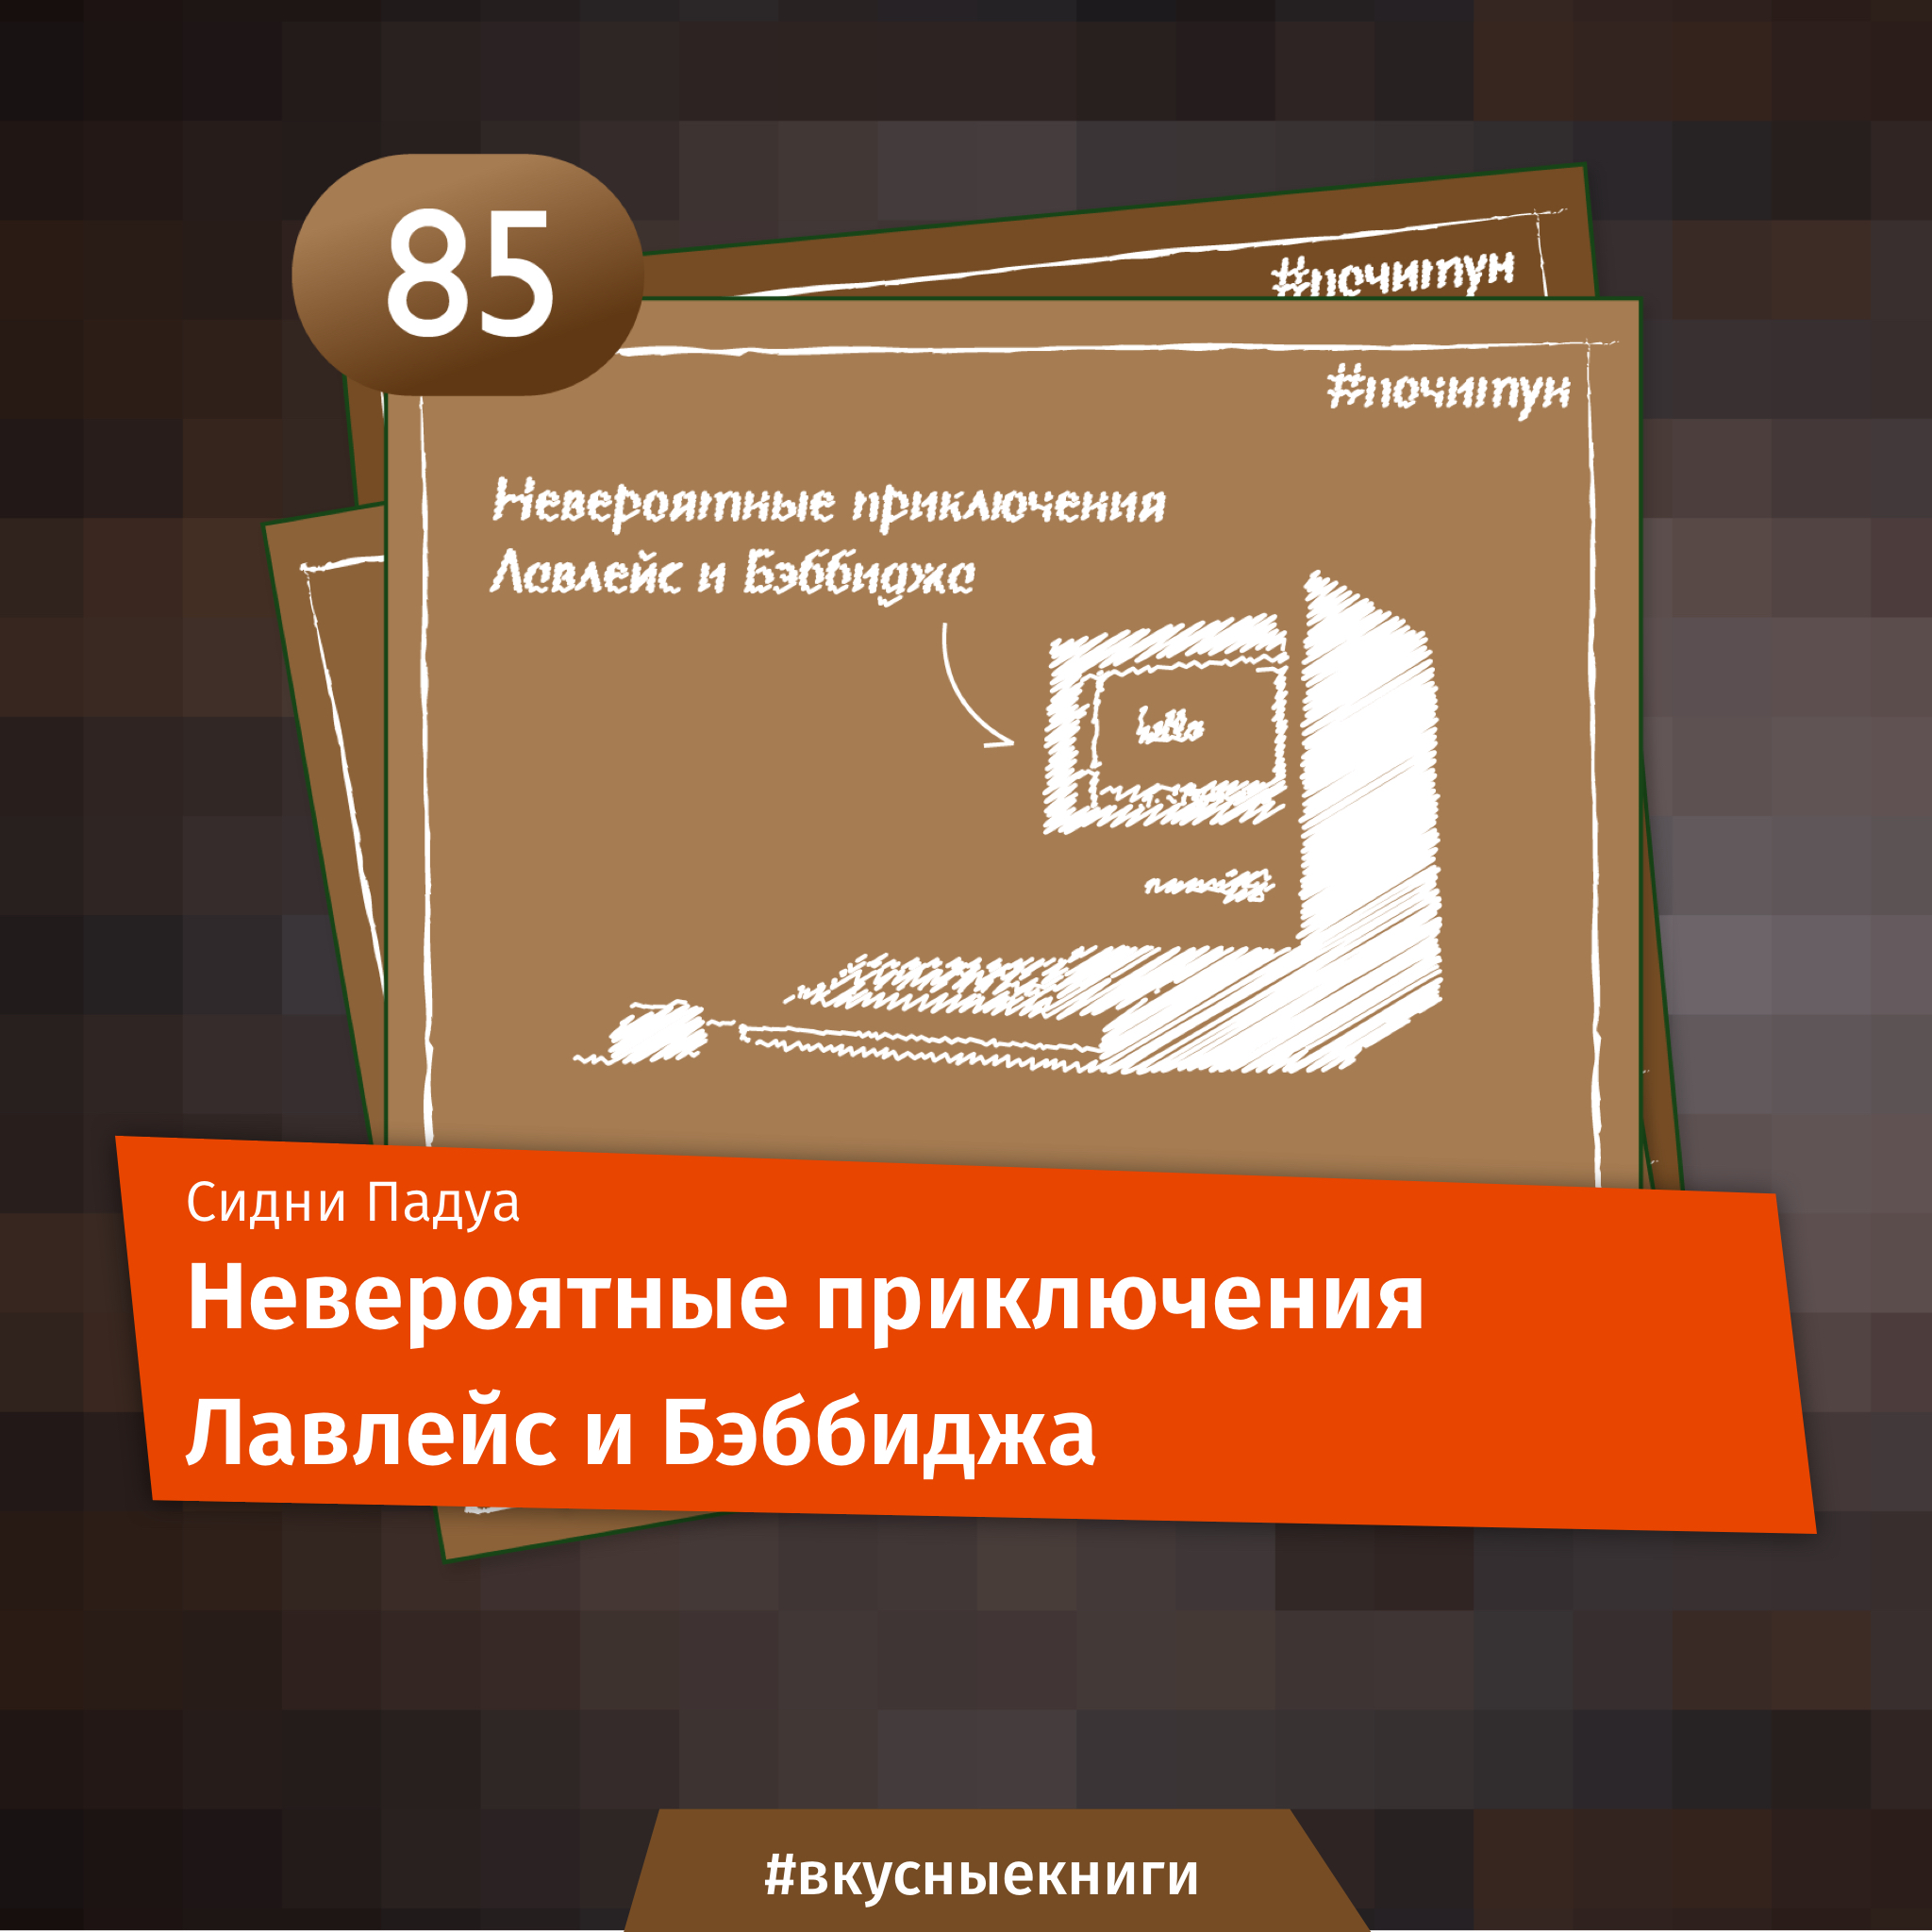 85
#почитун
#почитун
Невероятные приключения
Лавлейс и Бэббиджа
hello
Сидни Падуа
Невероятные приключения
Лавлейс и Бэббиджа
#вкусныекниги